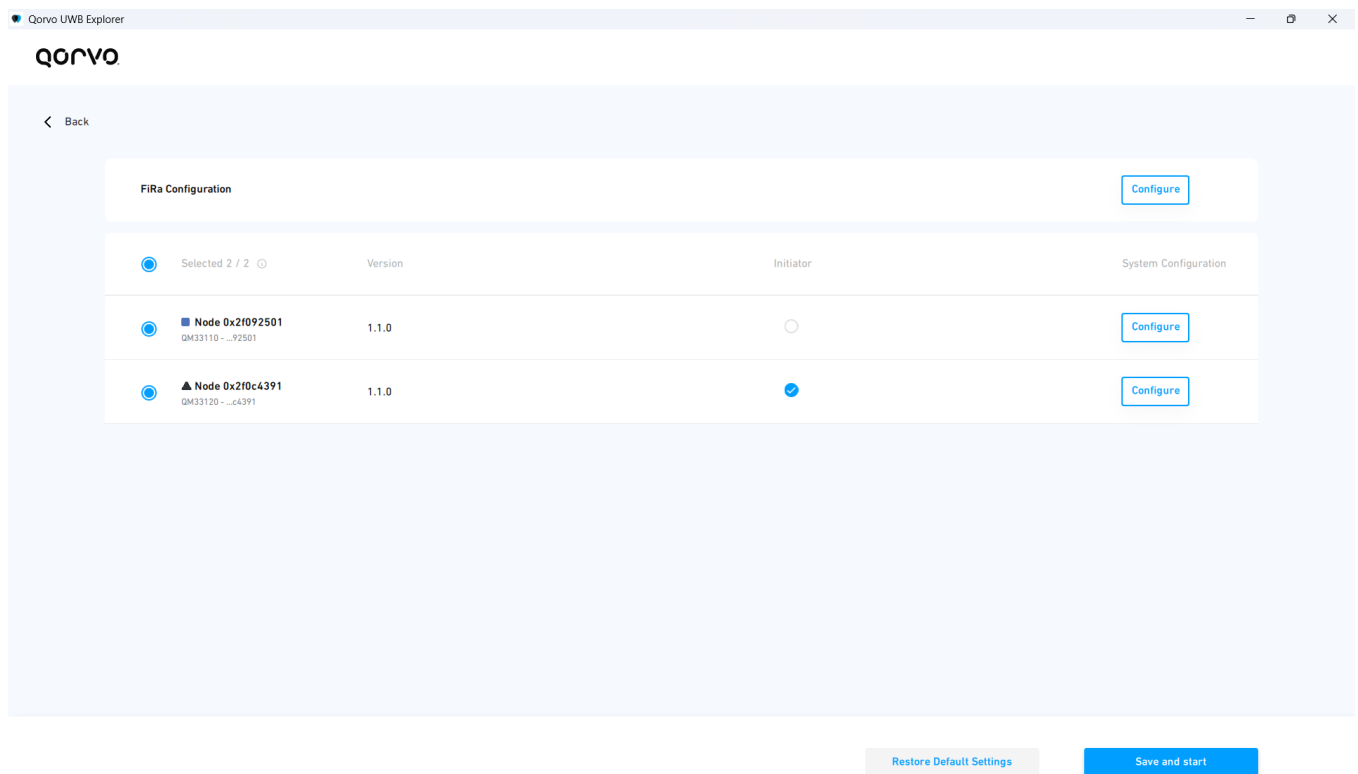 Qorvo UWB Explorer
QORVO
Back
FiRa Configuration Configure
Selected 2 / 2 Version Initiator System Configuration
Node 0x2f092501
QM33110 - ...92501
1.1.0
Configure
Node 0x2f0c4391
QM33120 - ...c4391
1.1.0
Configure
Restore Default Settings Save and start